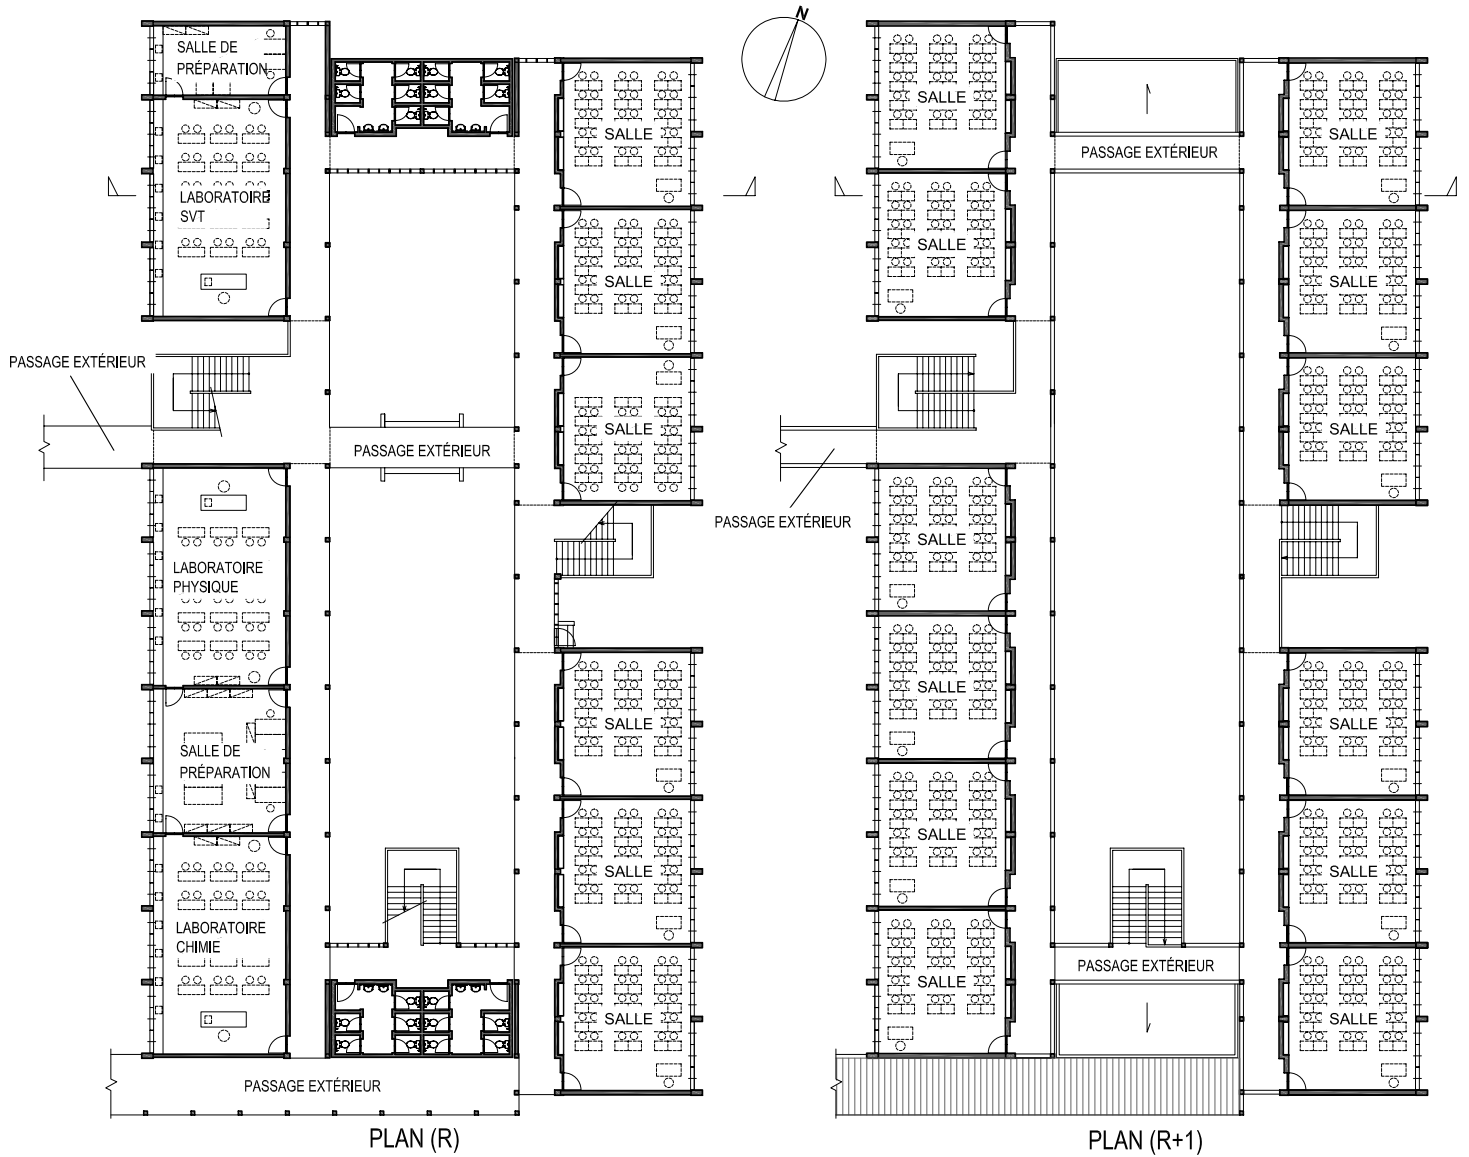 N
SALLE DE
PRÉPARATION
LABORATOIRE
SVT
PASSAGE EXTÉRIEUR
LABORATOIRE
PHYSIQUE
SALLE DE
PRÉPARATION
LABORATOIRE
CHIMIE
PASSAGE EXTÉRIEUR
PASSAGE EXTÉRIEUR
SALLE
SALLE
SALLE
SALLE
SALLE
SALLE
PLAN (R)
SALLE
SALLE
PASSAGE EXTÉRIEUR
SALLE
SALLE
SALLE
SALLE
PASSAGE EXTÉRIEUR
PASSAGE EXTÉRIEUR
SALLE
SALLE
SALLE
SALLE
SALLE
SALLE
PLAN (R+1)